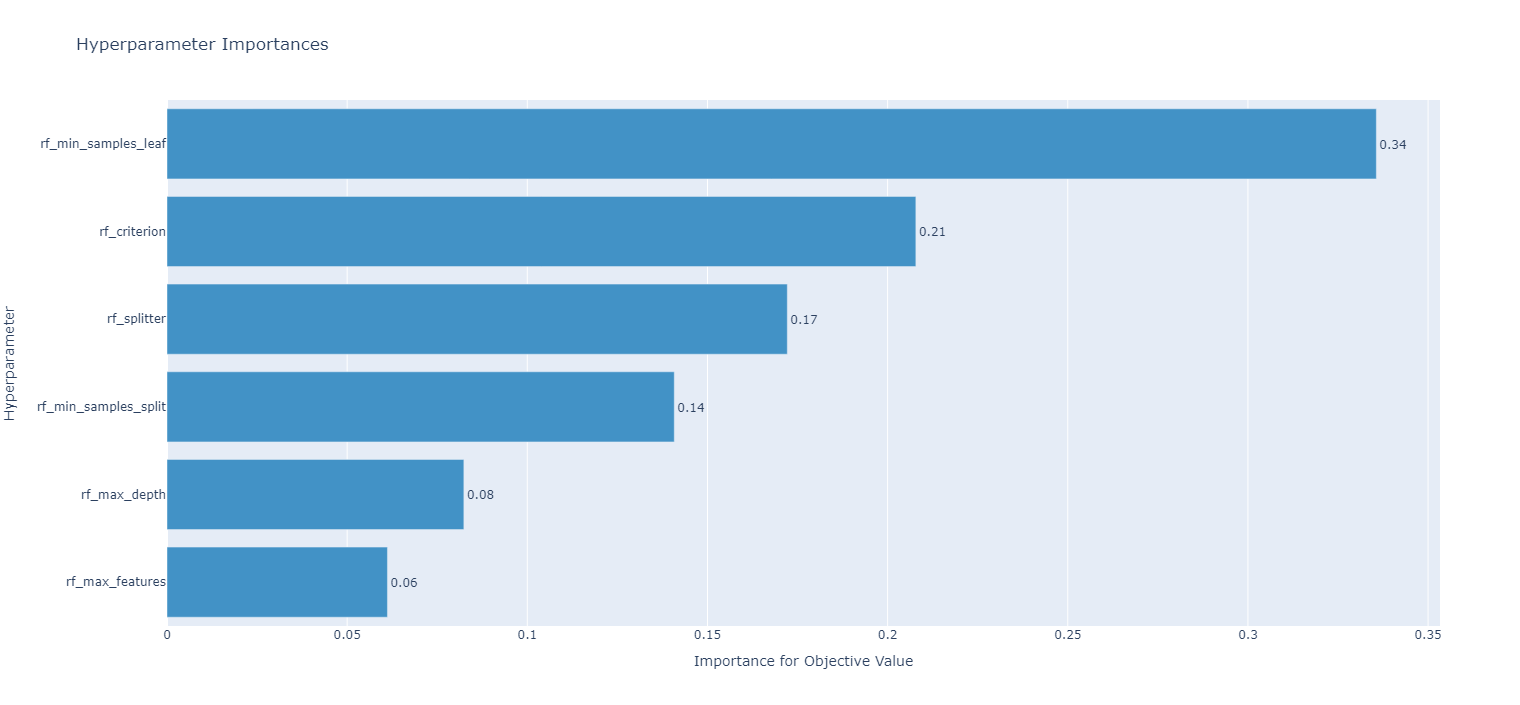 Hyperparameter Importances
Hyperparameter
rf_min_samples_leaf 0.34
rf_criterion 0.21
rf_splitter 0.17
rf_min_samples_split 0.14
rf_max_depth 0.08
rf_max_features 0.06
0 0.05 0.1 0.15 0.2 0.25 0.3 0.35
Importance for Objective Value